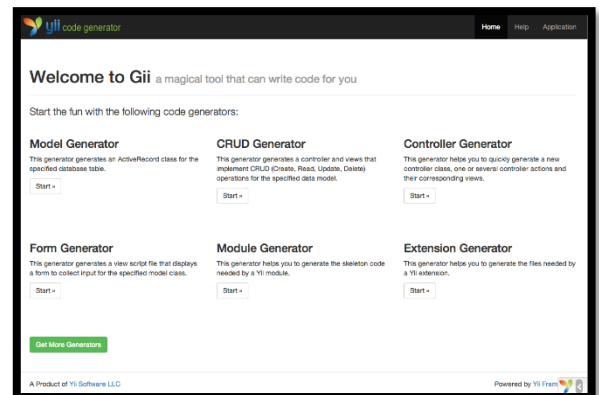 yii code generator
Home Help Application
Welcome to Gii a magical tool that can write code for you
Start the fun with the following code generators:
Model Generator
This generator generates an ActiveRecord class for the
specified database table.
Start »
CRUD Generator
This generator generates a controller and views that
implement CRUD (Create, Read, Update, Delete)
operations for the specified data model.
Start »
Controller Generator
This generator helps you to quickly generate a new
controller class, one or several controller actions and
their corresponding views.
Start »
Form Generator
This generator generates a view script file that displays
a form to collect input for the specified model class.
Start »
Module Generator
This generator helps you to generate the skeleton code
needed by a Yii module.
Start »
Extension Generator
This generator helps you to generate the files needed by
a Yii extension.
Start »
Get More Generators
A Product of Yii Software LLC
Powered by Yii Fram